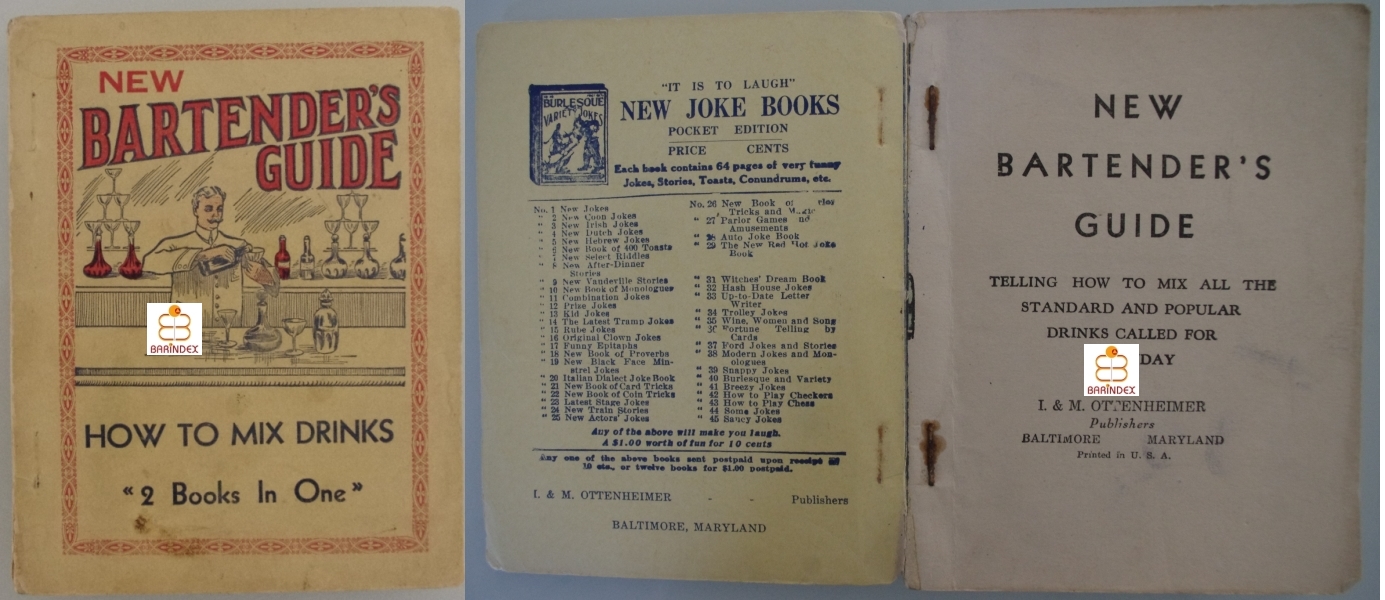 NEW
BARTENDER'S
GUIDE
BARINDEX
HOW TO MIX DRINKS
"2 Books In One"
"IT IS TO LAUGH"
NEW JOKE BOOKS
POCKET EDITION
PRICE CENTS
Each book contains 64 pages of very funny
Jokes, Stories, Toasts, Conundrums, etc.
BURLESQUE
VARIETY JOKES
No. 1 New Jokes
" 2 New Coon Jokes
" 3 New Irish Jokes
" 4 New Dutch Jokes
" 5 New Hebrew Jokes
" 6 New Book of 400 Toasts
" 7 New Select Riddles
" 8 New After-Dinner
Stories
" 9 New Vaudeville Stories
" 10 New Book of Monologues
" 11 Combination Jokes
" 12 Prize Jokes
" 13 Kid Jokes
" 14 The Latest Tramp Jokes
" 15 Rube Jokes
" 16 Original Clown Jokes
" 17 Funny Epitaphs
" 18 New Book of Proverbs
" 19 New Black Face Min-
strel Jokes
" 20 Italian Dialect Joke Book
" 21 New Book of Card Tricks
" 22 New Book of Coin Tricks
" 23 Latest Stage Jokes
" 24 New Train Stories
" 25 New Actors' Jokes
No. 26 New Book of
Tricks and
" 27 Parlor Games
Amusements
" 28 Auto Joke Book
" 29 The New Red Hot Joke
Book
" 31 Witches' Dream Book
" 32 Hash House Jokes
" 33 Up-to-Date Letter
Writer
" 34 Trolley Jokes
" 35 Wine, Women and Song
" 36 Fortune Telling by
Cards
" 37 Ford Jokes and Stories
" 38 Modern Jokes and Mon-
ologues
" 39 Snappy Jokes
" 40 Burlesque and Variety
" 41 Breezy Jokes
" 42 How to Play Checkers
" 43 How to Play Chess
" 44 Some Jokes
" 45 Saucy Jokes
Any of the above will make you laugh.
A $1.00 worth of fun for 10 cents
Any one of the above books sent postpaid upon receipt of
10 cts., or twelve books for $1.00 postpaid.
I. & M. OTTENHEIMER - - Publishers
BALTIMORE, MARYLAND
NEW
BARTENDER'S
GUIDE
TELLING HOW TO MIX ALL THE
STANDARD AND POPULAR
DRINKS CALLED FOR
DAY
BARINDEX
I. & M. OTTENHEIMER
Publishers
BALTIMORE MARYLAND
Printed in U. S. A.